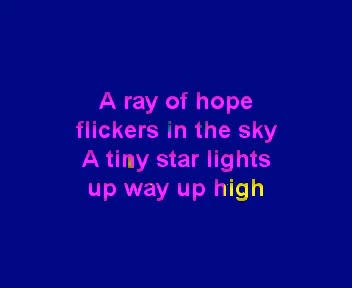 A ray of hope
flickers in the sky
A tiny star lights
up way up high